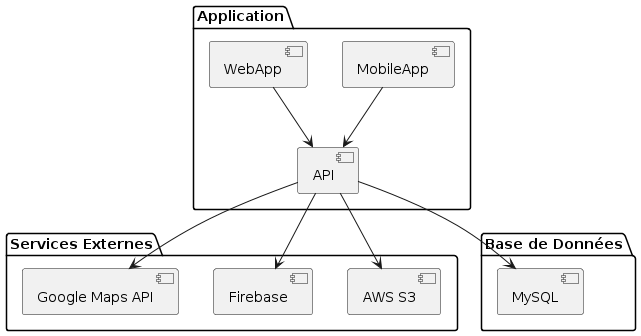 Application
WebApp
MobileApp
API
Services Externes
Base de Données
Google Maps API
Firebase
AWS S3
MySQL